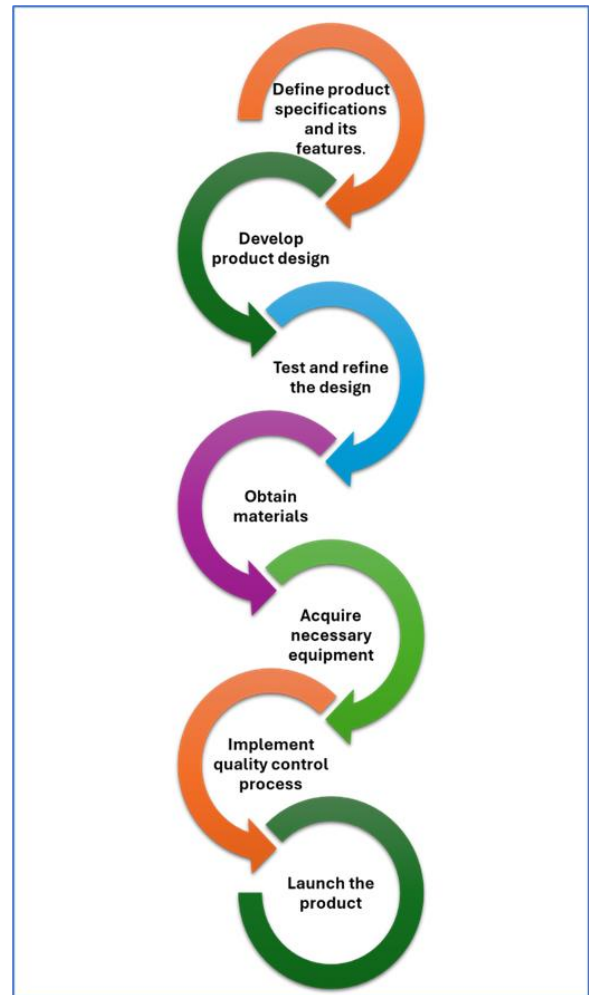 Define product
specifications
and its
features.
Develop
product design
Test and refine
the design
Obtain
materials
Acquire
necessary
equipment
Implement
quality control
process
Launch the
product